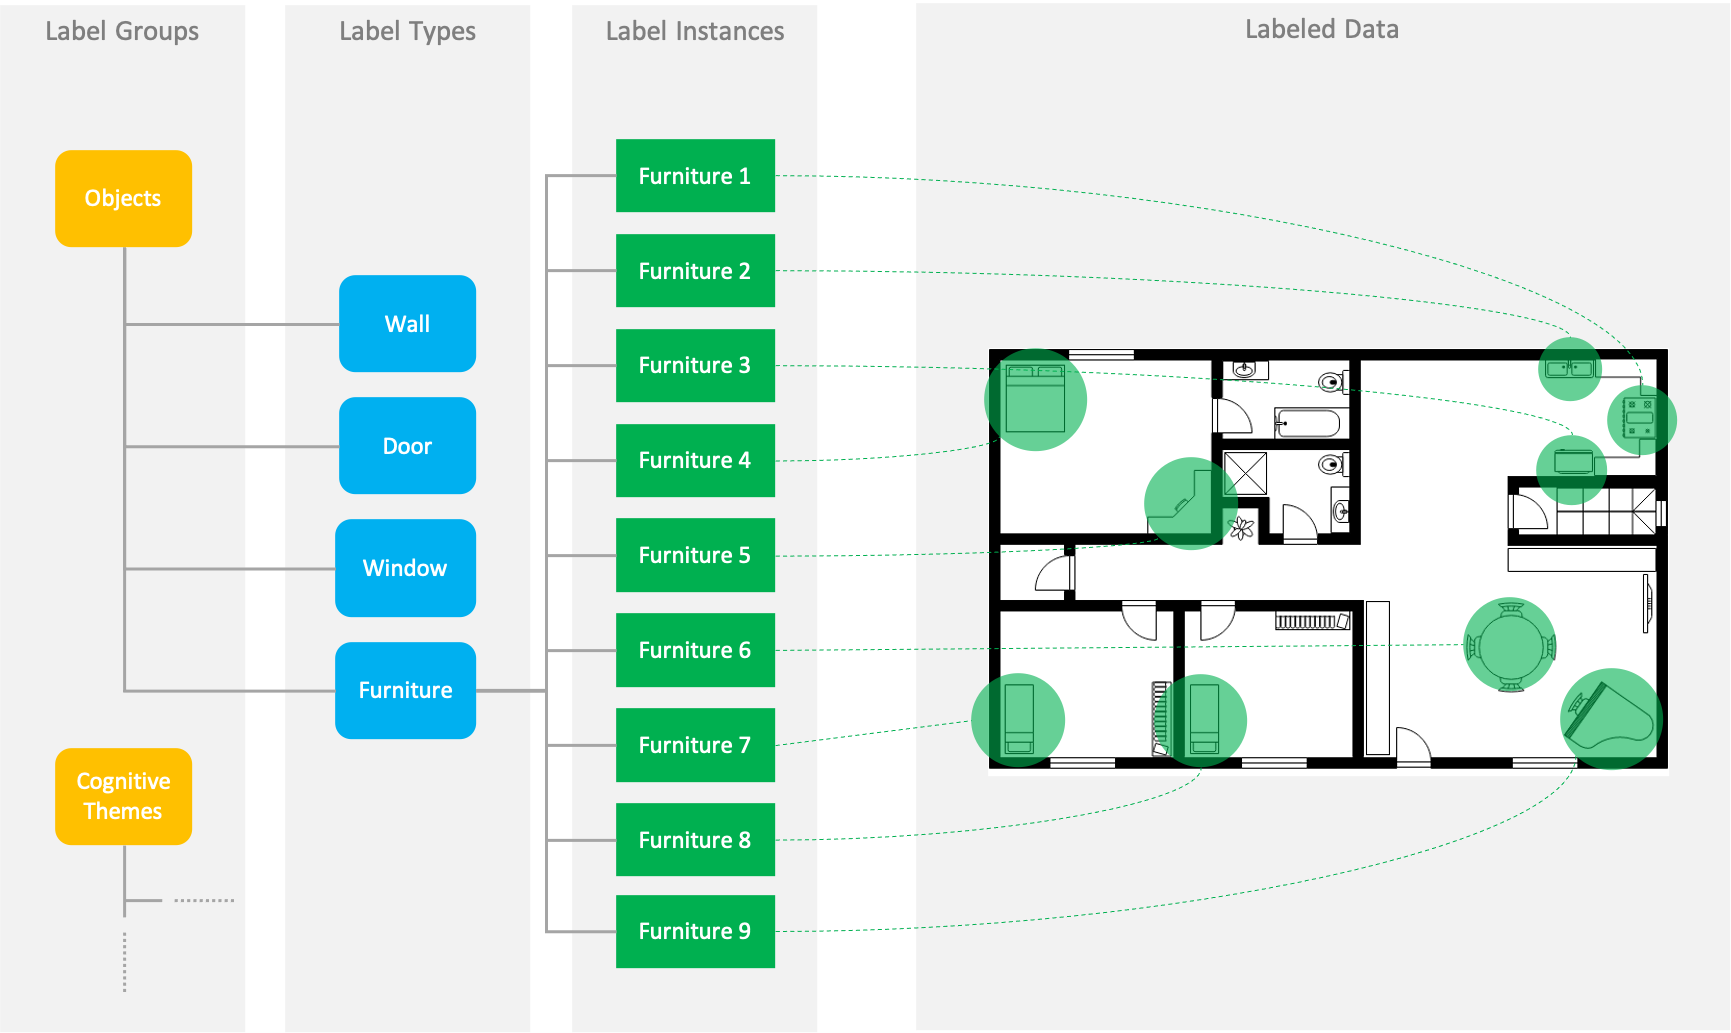 Label Groups
Label Types
Label Instances
Labeled Data
Objects
Cognitive
Themes
Wall
Door
Window
Furniture
Furniture 1
Furniture 2
Furniture 3
Furniture 4
Furniture 5
Furniture 6
Furniture 7
Furniture 8
Furniture 9